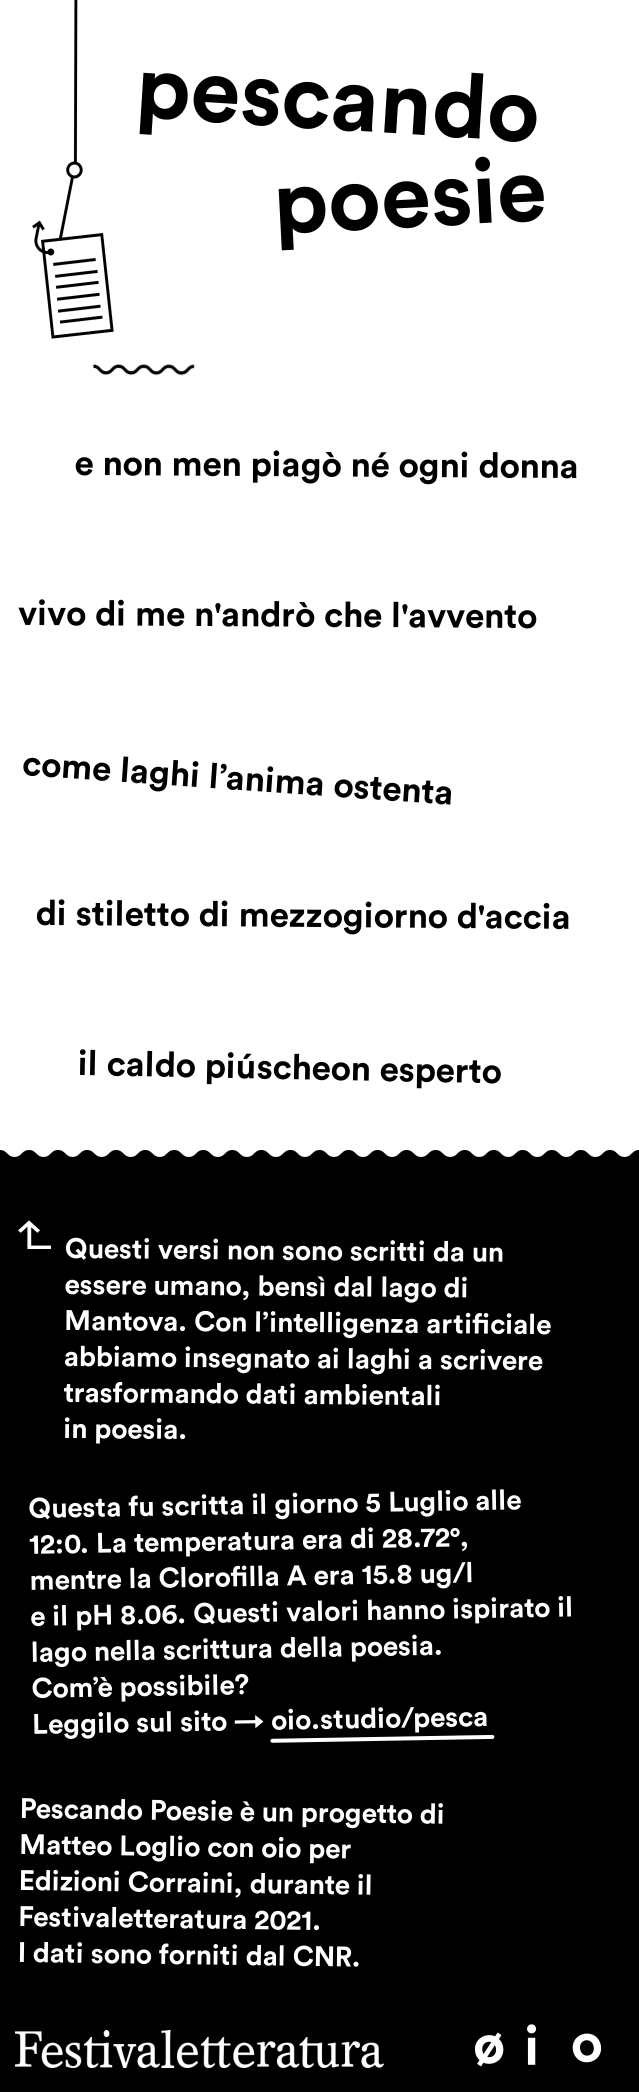 pescando
poesie
e non men piagò né ogni donna
vivo di me n'andrò che l'avvento
come laghi l’anima ostenta
di stiletto di mezzogiorno d'accia
il caldo piúscheon esperto
Questi versi non sono scritti da un
essere umano, bensì dal lago di
Mantova. Con l’intelligenza artificiale
abbiamo insegnato ai laghi a scrivere
trasformando dati ambientali
in poesia.
Questa fu scritta il giorno 5 Luglio alle
12:0. La temperatura era di 28.72°,
mentre la Clorofilla A era 15.8 ug/l
e il pH 8.06. Questi valori hanno ispirato il
lago nella scrittura della poesia.
Com’è possibile?
Leggilo sul sito → oio.studio/pesca
Pescando Poesie è un progetto di
Matteo Loglio con oio per
Edizioni Corraini, durante il
Festivaletteratura 2021.
I dati sono forniti dal CNR.
Festivaletteratura ø i o